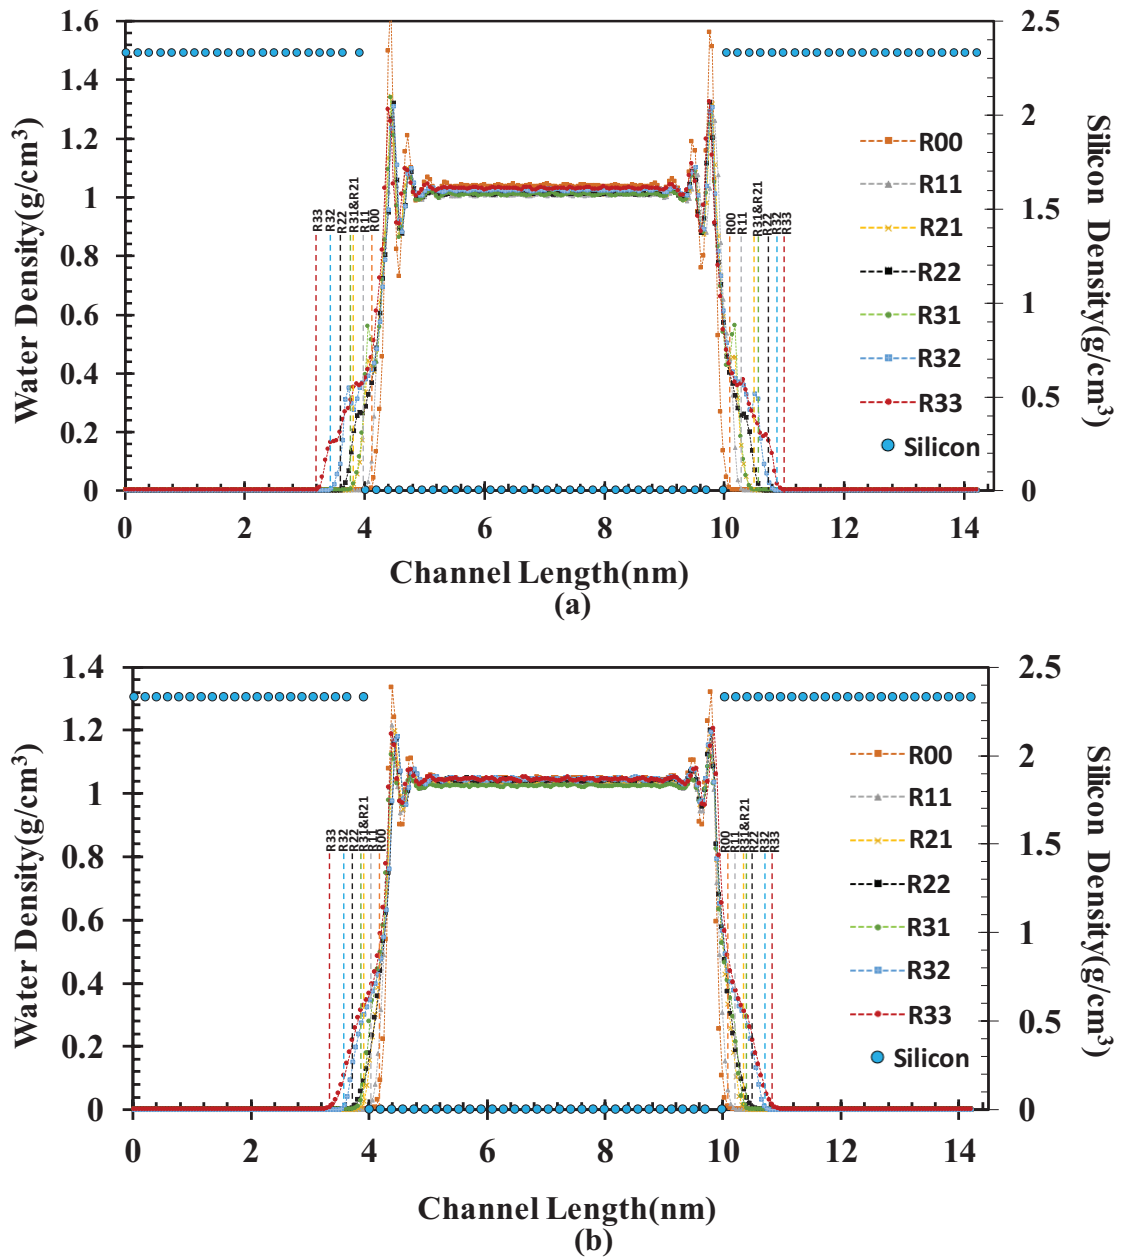 Water Density(g/cm³)
1.6
1.4
1.2
1
0.8
0.6
0.4
0.2
0
2.5
2
1.5
1
0.5
0
Silicon Density(g/cm³)
R33
R32
R22
R31&R21
R11
R00
R00
R11
R31&R21
R22
R32
R33
R00
R11
R21
R22
R31
R32
R33
Silicon
0 2 4 6 8 10 12 14
Channel Length(nm)
(a)
Water Density(g/cm³)
1.4
1.2
1
0.8
0.6
0.4
0.2
0
2.5
2
1.5
1
0.5
0
Silicon Density(g/cm³)
R33
R32
R22
R31&R21
R11
R00
R00
R11
R31&R21
R22
R32
R33
R00
R11
R21
R22
R31
R32
R33
Silicon
0 2 4 6 8 10 12 14
Channel Length(nm)
(b)